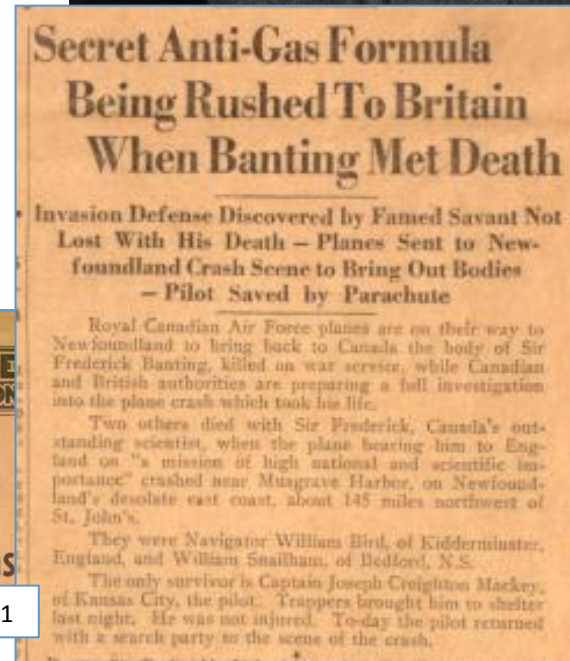 Secret Anti-Gas Formula
Being Rushed To Britain
When Banting Met Death
Invasion Defense Discovered by Famed Savant Not
Lost With His Death — Planes Sent to New-
foundland Crash Scene to Bring Out Bodies
— Pilot Saved by Parachute
Royal Canadian Air Force planes are on their way to
Newfoundland to bring back to Canada the body of Sir
Frederick Banting, killed on war service, while Canadian
and British authorities are preparing a full investigation
into the plane crash which took his life.
Two others died with Sir Frederick, Canada's out-
standing scientist, when the plane bearing him to Eng-
land on "a mission of high national and scientific im-
portance" crashed near Musgrave Harbor, on Newfound-
land's desolate east coast, about 145 miles northwest of
St. John's.
They were Navigator William Bird, of Kidderminster,
England, and William Snailham, of Bedford, N.S.
The only survivor is Captain Joseph Creighton Mackey,
of Kansas City, the pilot. Trappers brought him to shelter
last night. He was not injured. To-day the pilot returned
with a search party to the scene of the crash.
1